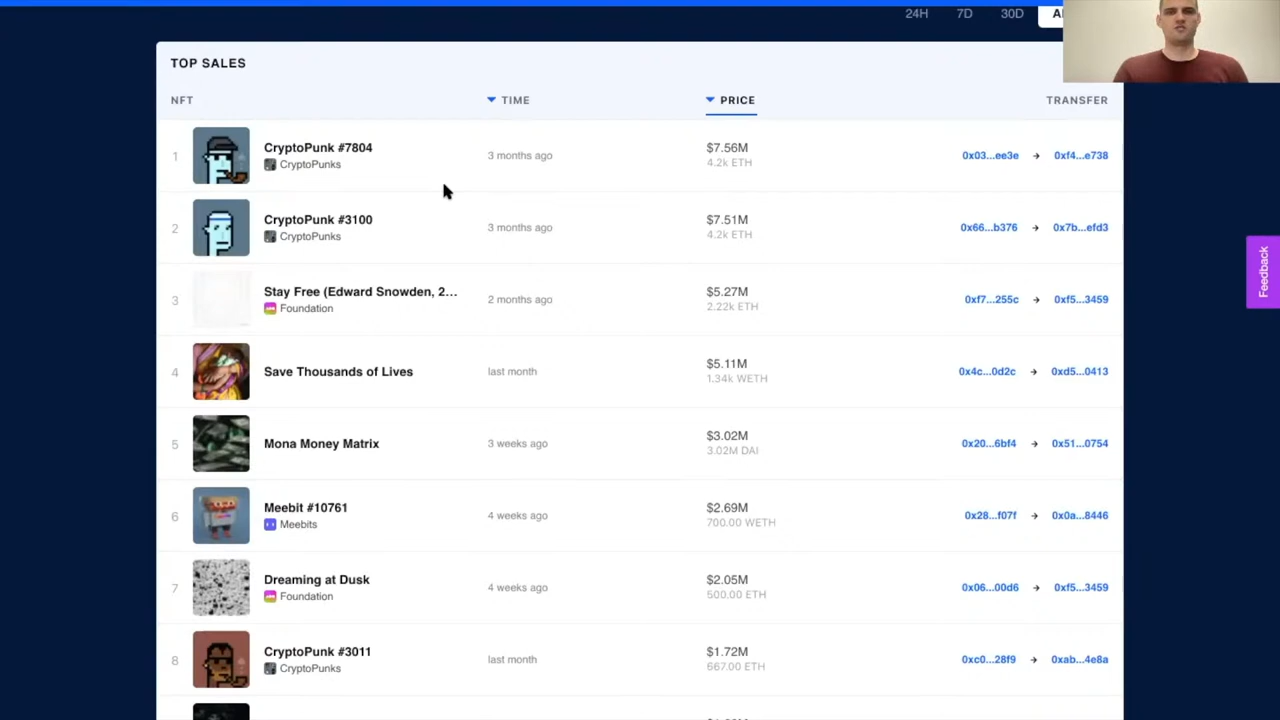 24H 7D 30D
TOP SALES
NFT TIME PRICE TRANSFER
1 CryptoPunk #7804 3 months ago $7.56M 0x03...ee3e → 0xf4...e738
CryptoPunks 4.2k ETH
2 CryptoPunk #3100 3 months ago $7.51M 0x66...b376 → 0x7b...efd3
CryptoPunks 4.2k ETH
3 Stay Free (Edward Snowden, 2... 2 months ago $5.27M 0xf7...255c → 0xf5...3459
Foundation 2.22k ETH
4 Save Thousands of Lives last month $5.11M 0x4c...0d2c → 0xd5...0413
1.34k WETH
5 Mona Money Matrix 3 weeks ago $3.02M 0x20...6bf4 → 0x51...0754
3.02M DAI
6 Meebit #10761 4 weeks ago $2.69M 0x28...f07f → 0x0a...8446
Meebits 700.00 WETH
7 Dreaming at Dusk 4 weeks ago $2.05M 0x06...00d6 → 0xf5...3459
Foundation 500.00 ETH
8 CryptoPunk #3011 last month $1.72M 0xc0...28f9 → 0xab...4e8a
CryptoPunks 667.00 ETH
Feedback